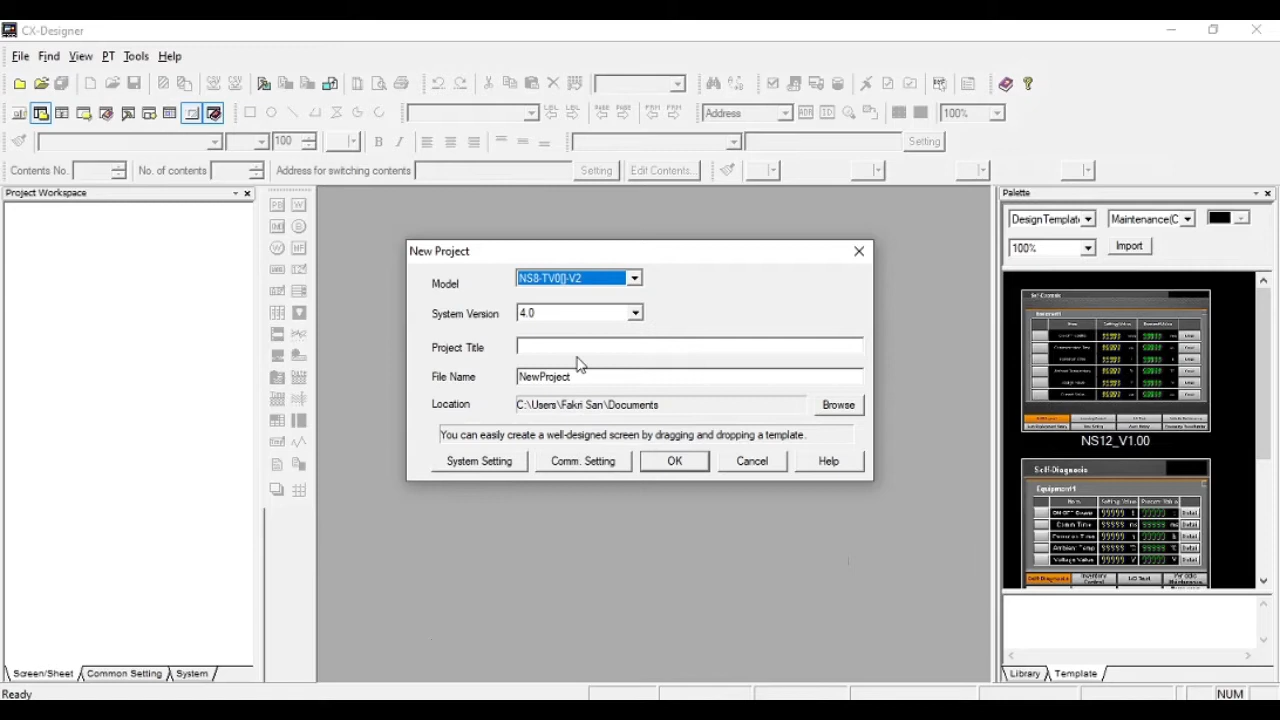 CX-Designer
File Find View PT Tools Help
Address
100%
100
B I
Setting
Contents No.
No. of contents
Address for switching contents
Setting
Edit Contents...
Project Workspace
Palette
New Project
Model
NS8-TV0[]-V2
System Version
4.0
Project Title
File Name
NewProject
Location
C:\Users\Fakri San\Documents
Browse
You can easily create a well-designed screen by dragging and dropping a template.
System Setting
Comm. Setting
OK
Cancel
Help
DesignTemplat
Maintenance(C
100%
Import
NS12_V1.00
Self-Diagnosis
Equipment1
Screen/Sheet
Common Setting
System
Library
Template
Ready
NUM